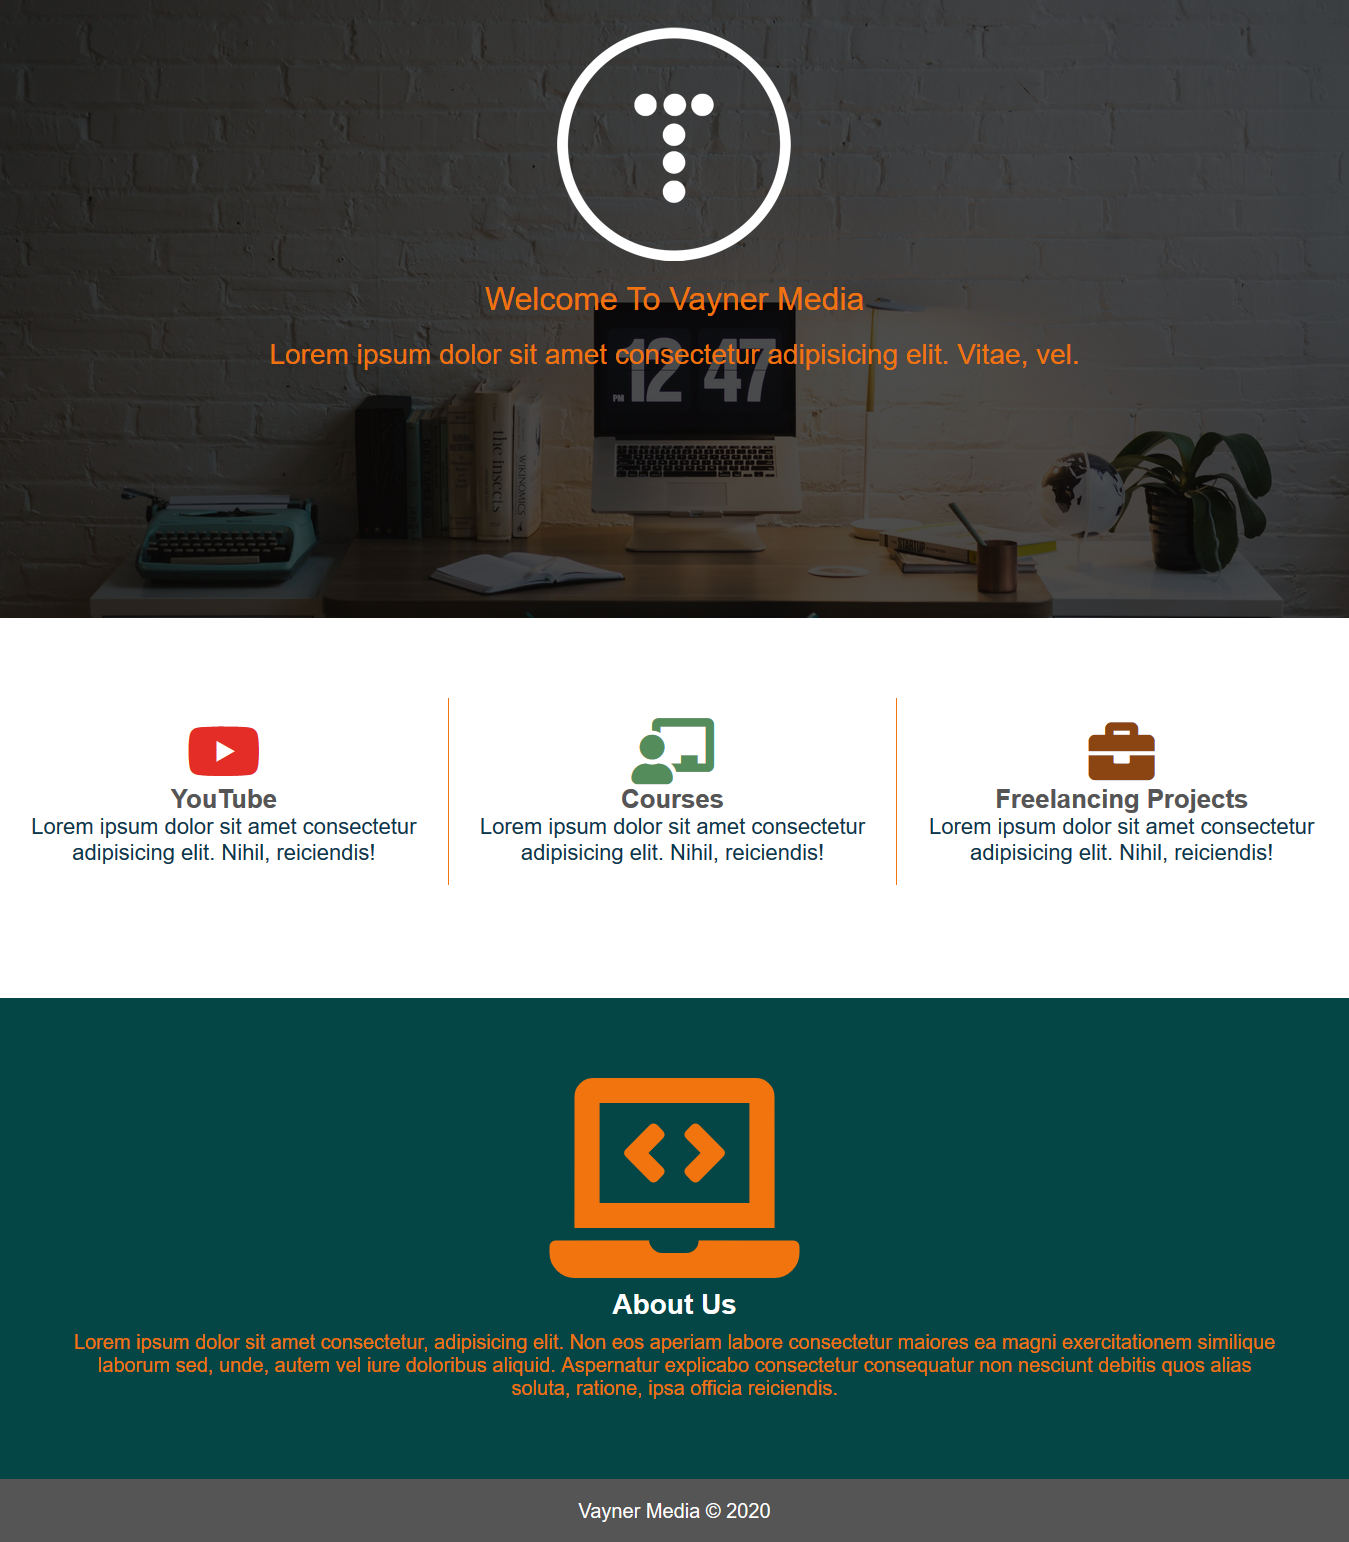 T
Welcome To Vayner Media
Lorem ipsum dolor sit amet consectetur adipisicing elit. Vitae, vel.
PM 12 47
the insects
WIKINOMICS
STARTUP
YouTube
Lorem ipsum dolor sit amet consectetur
adipisicing elit. Nihil, reiciendis!
Courses
Lorem ipsum dolor sit amet consectetur
adipisicing elit. Nihil, reiciendis!
Freelancing Projects
Lorem ipsum dolor sit amet consectetur
adipisicing elit. Nihil, reiciendis!
About Us
Lorem ipsum dolor sit amet consectetur, adipisicing elit. Non eos aperiam labore consectetur maiores ea magni exercitationem similique
laborum sed, unde, autem vel iure doloribus aliquid. Aspernatur explicabo consectetur consequatur non nesciunt debitis quos alias
soluta, ratione, ipsa officia reiciendis.
Vayner Media © 2020